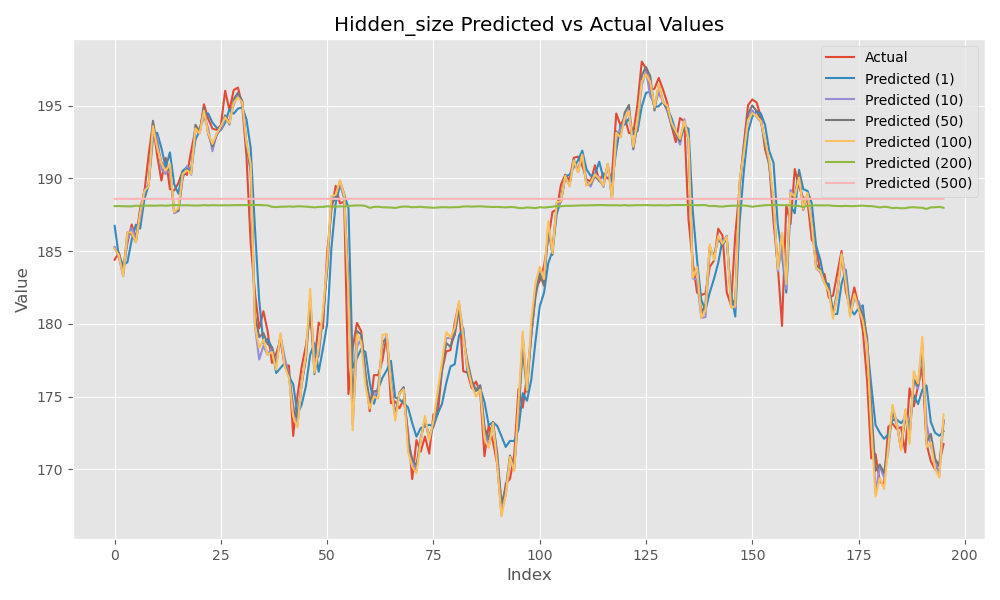 Hidden_size Predicted vs Actual Values
Actual
Predicted (1)
Predicted (10)
Predicted (50)
Predicted (100)
Predicted (200)
Predicted (500)
Value
195
190
185
180
175
170
0 25 50 75 100 125 150 175 200
Index